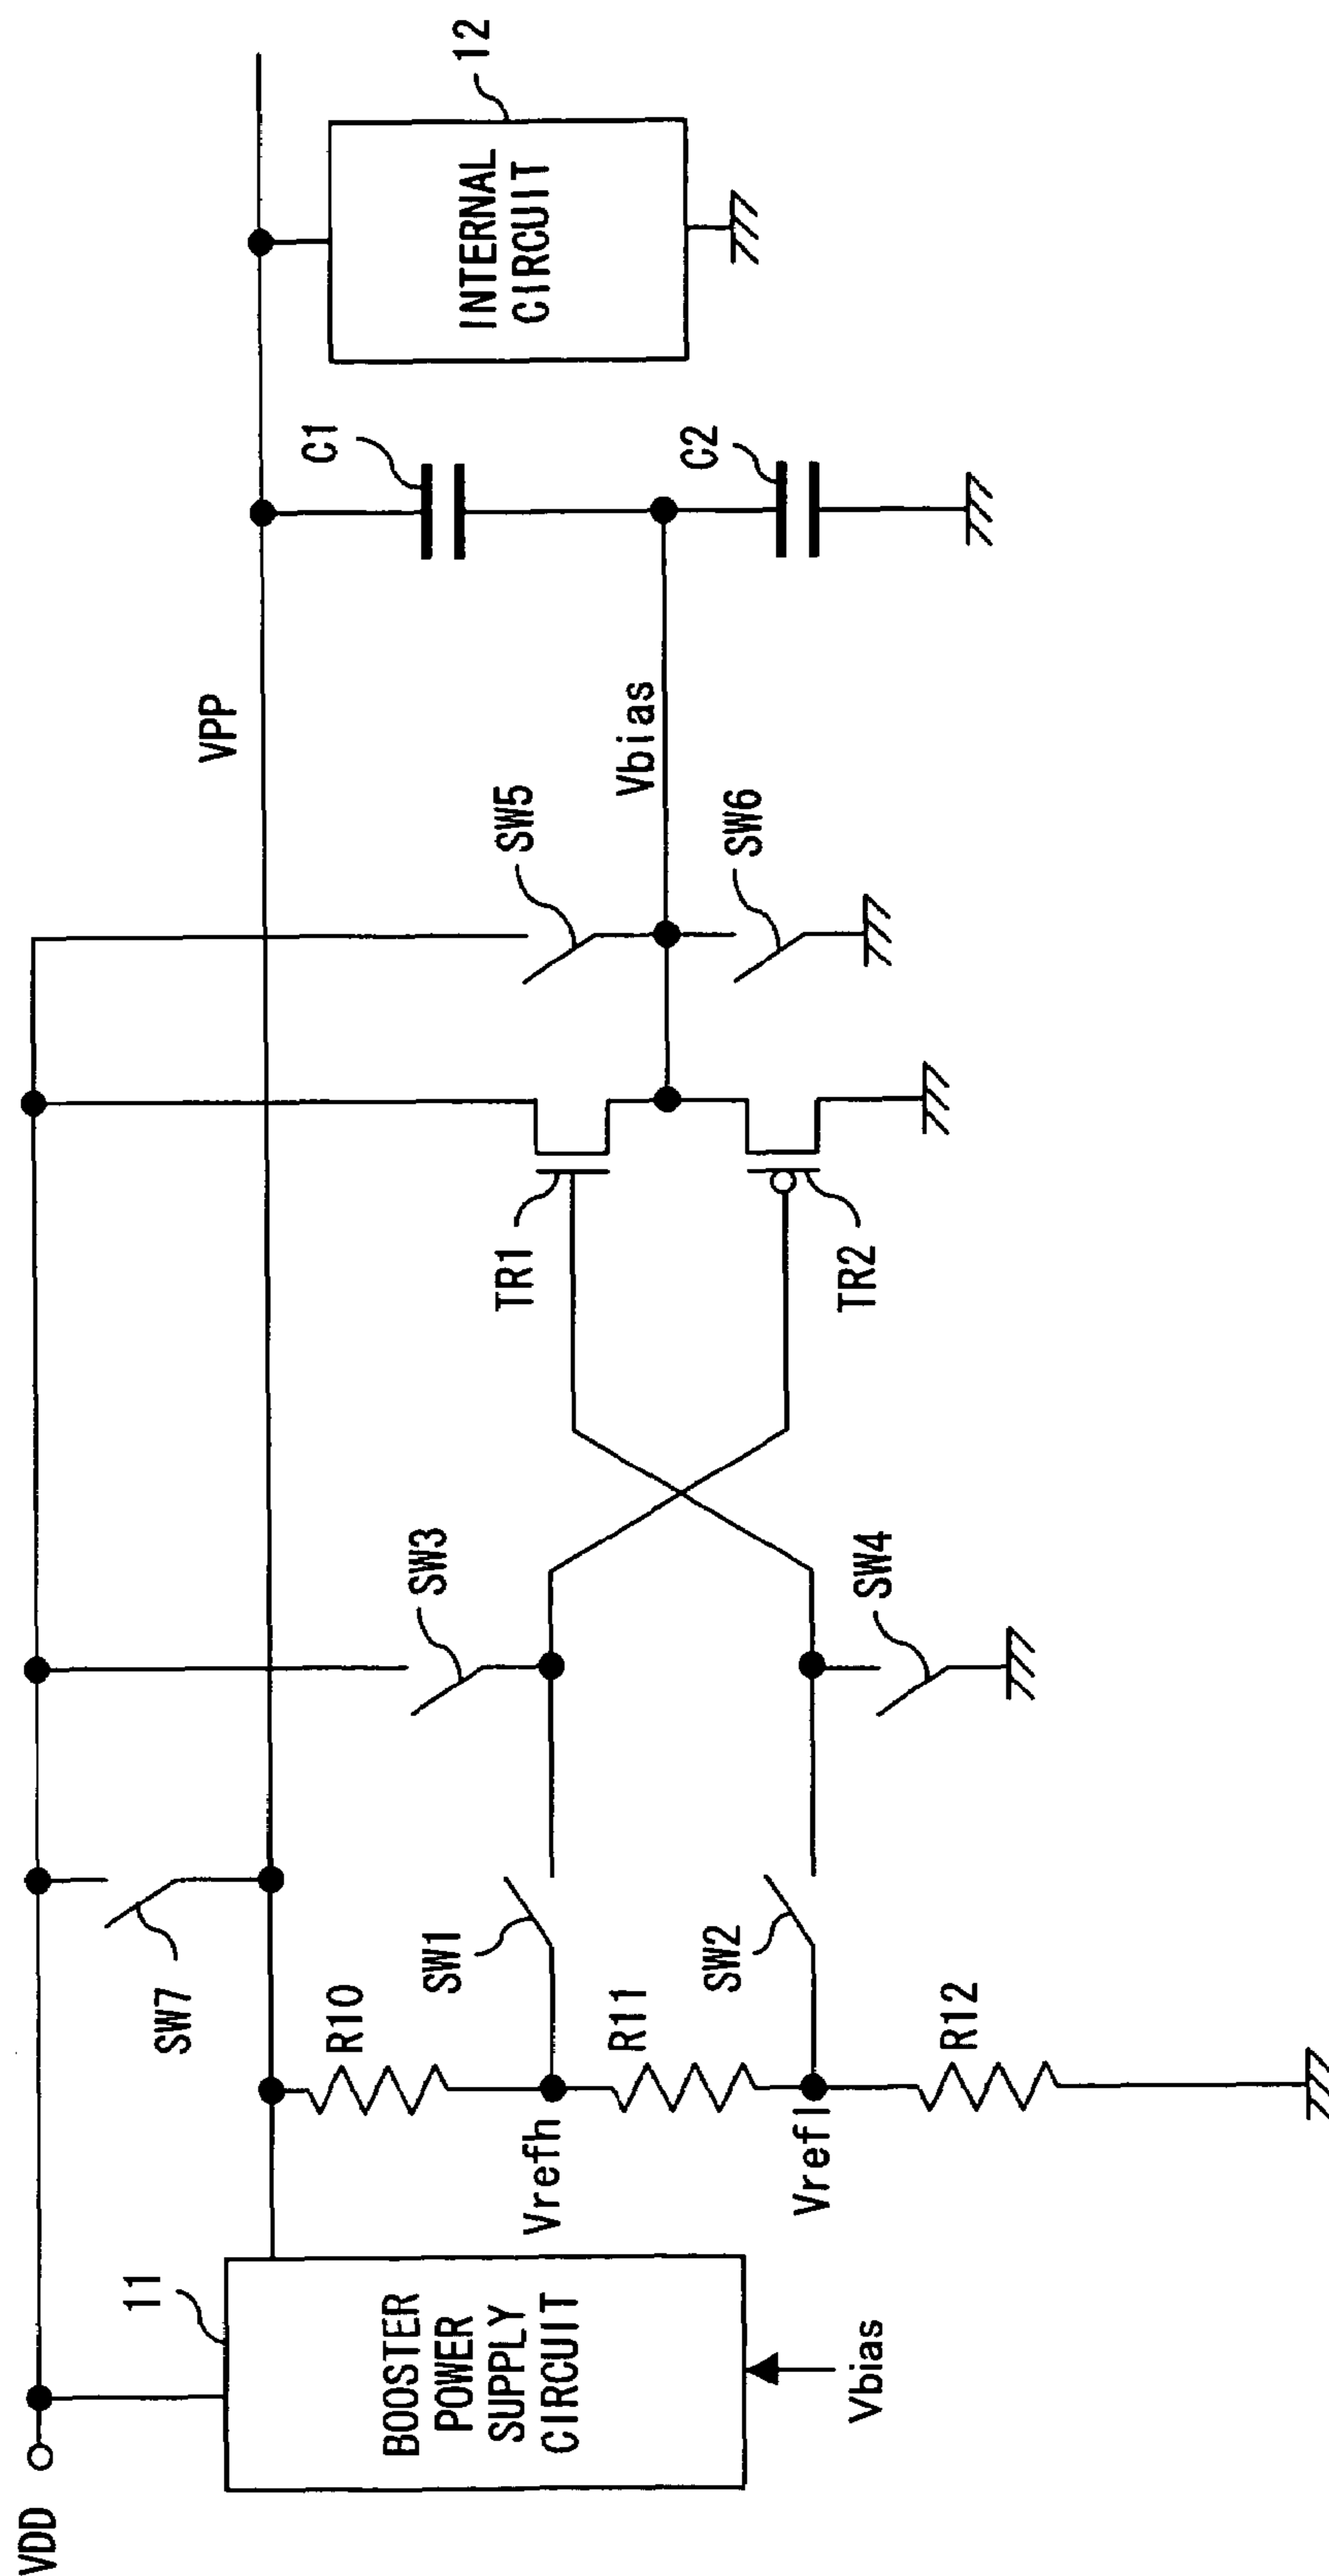 VDD
11
BOOSTER
POWER
SUPPLY
CIRCUIT
Vbias
SW7
R10
Vrefh
R11
Vrefl
R12
SW1
SW2
SW3
SW4
TR1
TR2
SW5
SW6
VPP
Vbias
C1
C2
INTERNAL
CIRCUIT
12